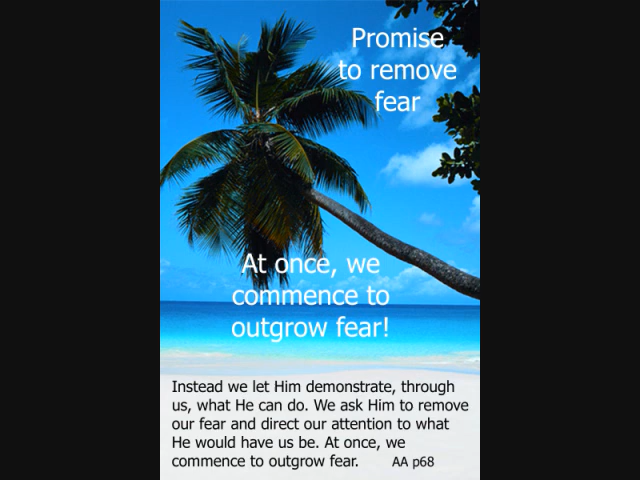 Promise
to remove
fear
At once, we
commence to
outgrow fear!
Instead we let Him demonstrate, through
us, what He can do. We ask Him to remove
our fear and direct our attention to what
He would have us be. At once, we
commence to outgrow fear. AA p68